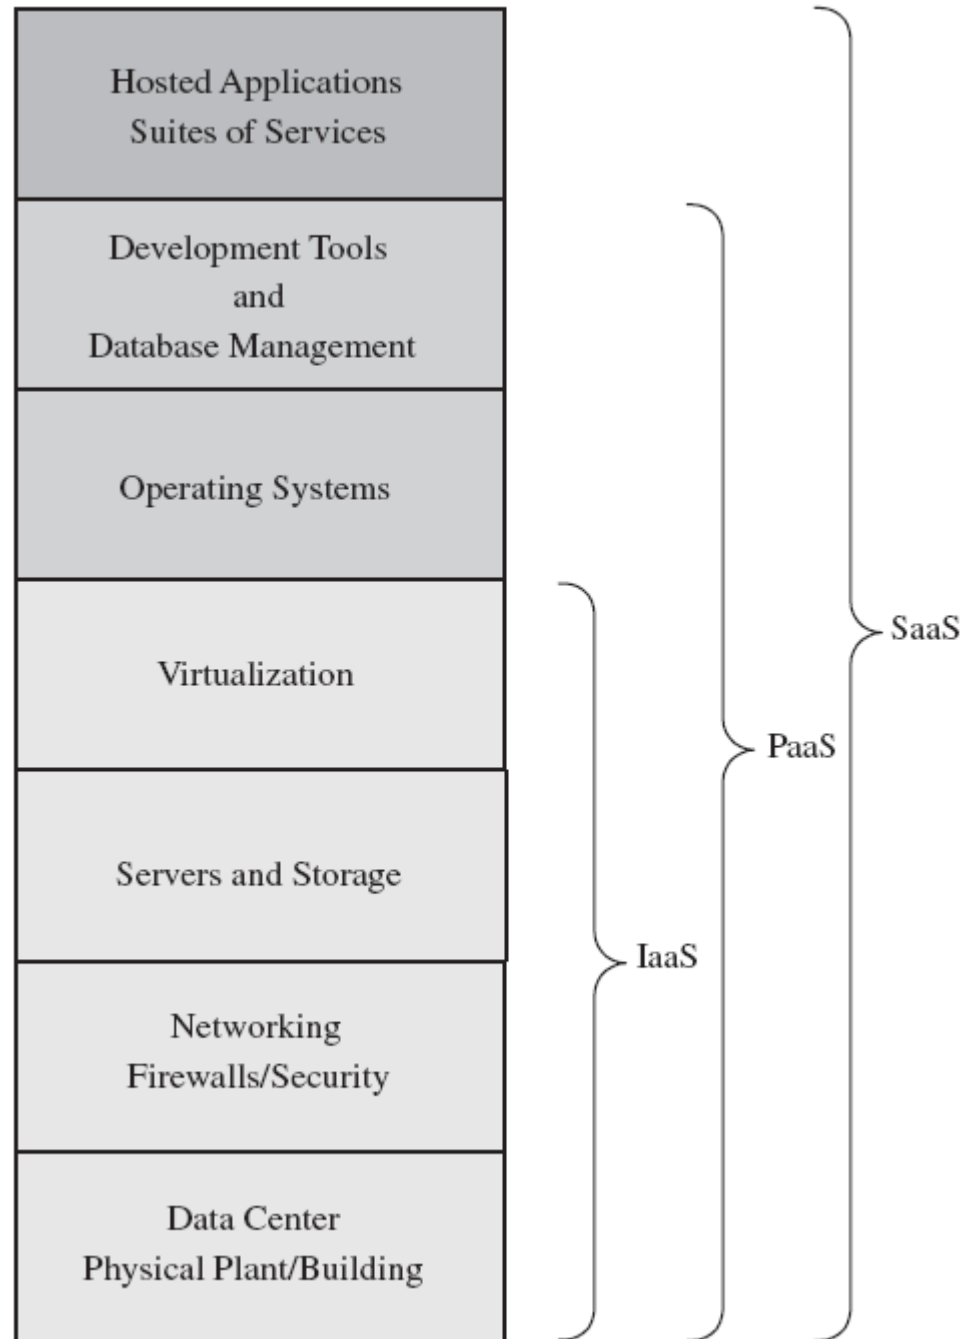 Hosted Applications
Suites of Services
Development Tools
and
Database Management
Operating Systems
Virtualization
Servers and Storage
Networking
Firewalls/Security
Data Center
Physical Plant/Building
IaaS
PaaS
SaaS